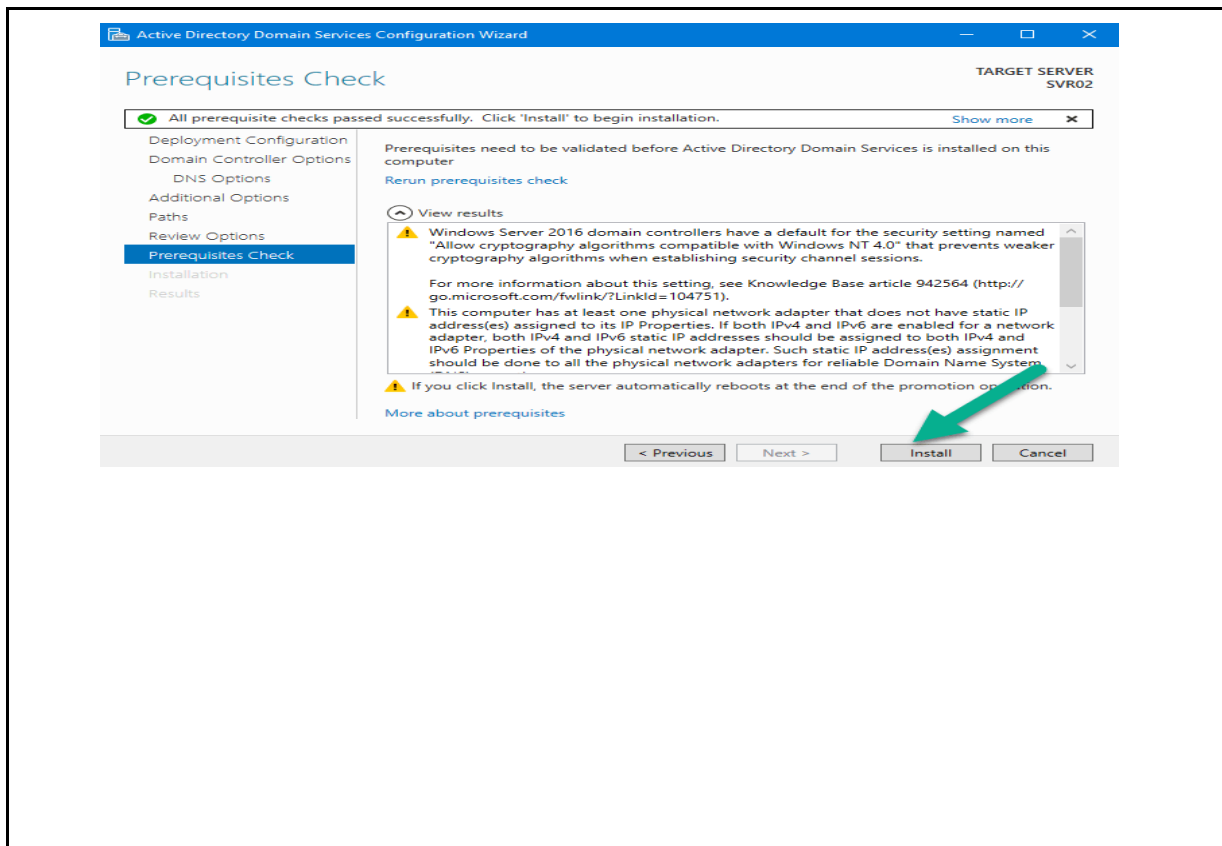 Active Directory Domain Services Configuration Wizard
Prerequisites Check
TARGET SERVER
SVR02
All prerequisite checks passed successfully. Click 'Install' to begin installation.
Show more
Deployment Configuration
Domain Controller Options
DNS Options
Additional Options
Paths
Review Options
Prerequisites Check
Installation
Results
Prerequisites need to be validated before Active Directory Domain Services is installed on this
computer
Rerun prerequisites check
View results
Windows Server 2016 domain controllers have a default for the security setting named
"Allow cryptography algorithms compatible with Windows NT 4.0" that prevents weaker
cryptography algorithms when establishing security channel sessions.
For more information about this setting, see Knowledge Base article 942564 (http://
go.microsoft.com/fwlink/?LinkId=104751).
This computer has at least one physical network adapter that does not have static IP
address(es) assigned to its IP Properties. If both IPv4 and IPv6 are enabled for a network
adapter, both IPv4 and IPv6 static IP addresses should be assigned to both IPv4 and
IPv6 Properties of the physical network adapter. Such static IP address(es) assignment
should be done to all the physical network adapters for reliable Domain Name System
If you click Install, the server automatically reboots at the end of the promotion operation.
More about prerequisites
< Previous
Next >
Install
Cancel